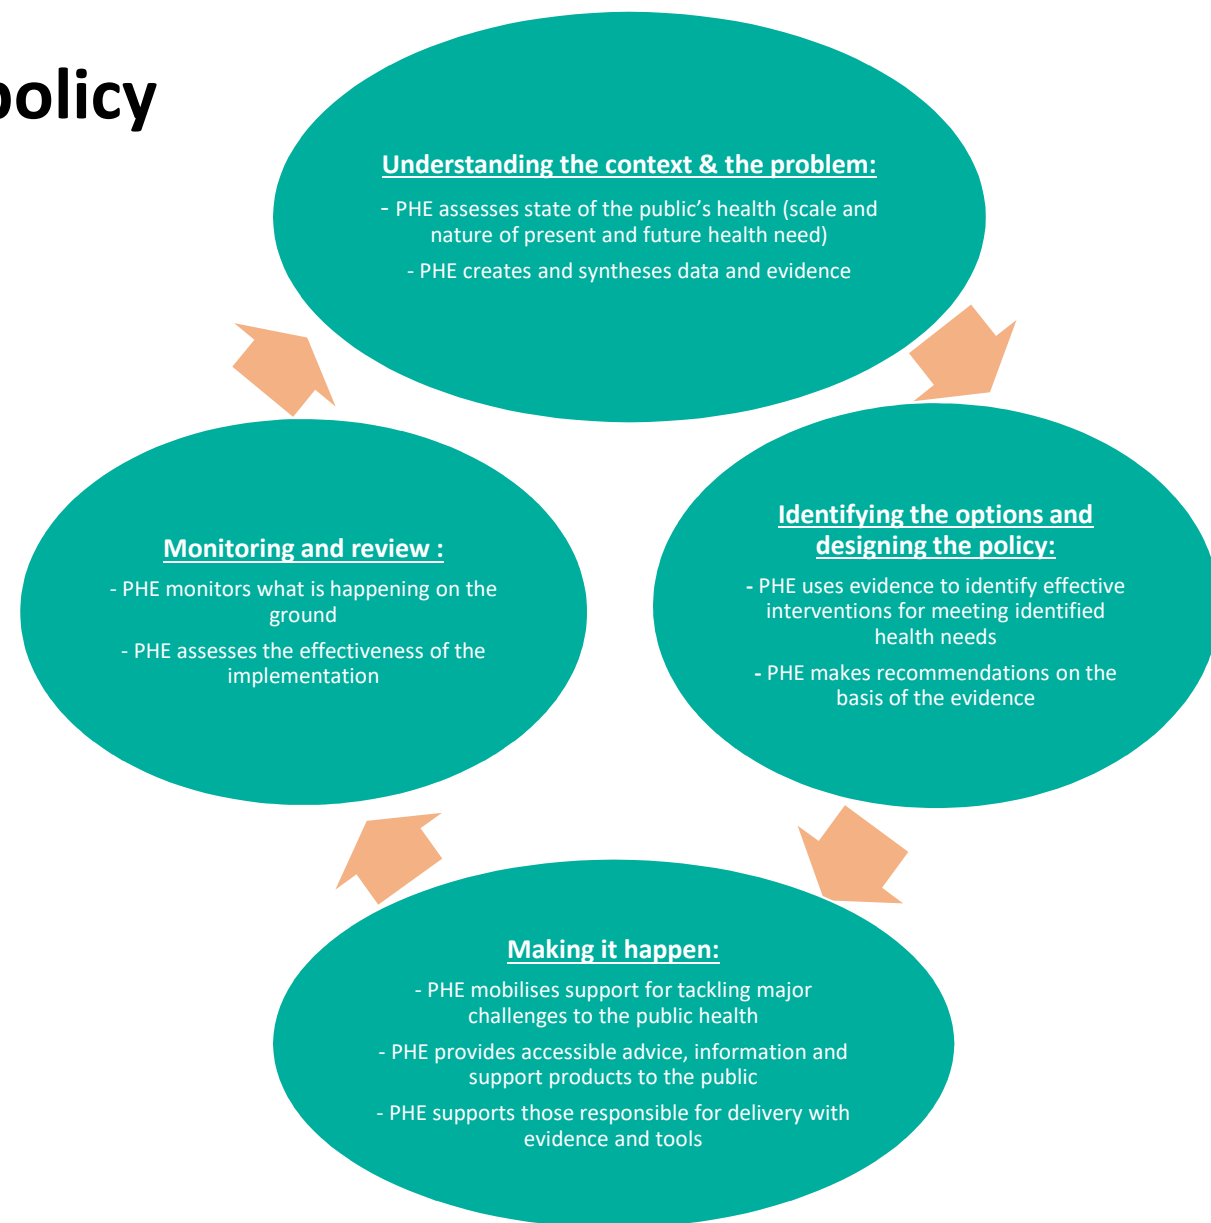 policy
Understanding the context & the problem:
- PHE assesses state of the public’s health (scale and
nature of present and future health need)
- PHE creates and syntheses data and evidence
Identifying the options and
designing the policy:
- PHE uses evidence to identify effective
interventions for meeting identified
health needs
- PHE makes recommendations on the
basis of the evidence
Making it happen:
- PHE mobilises support for tackling major
challenges to the public health
- PHE provides accessible advice, information and
support products to the public
- PHE supports those responsible for delivery with
evidence and tools
Monitoring and review :
- PHE monitors what is happening on the
ground
- PHE assesses the effectiveness of the
implementation